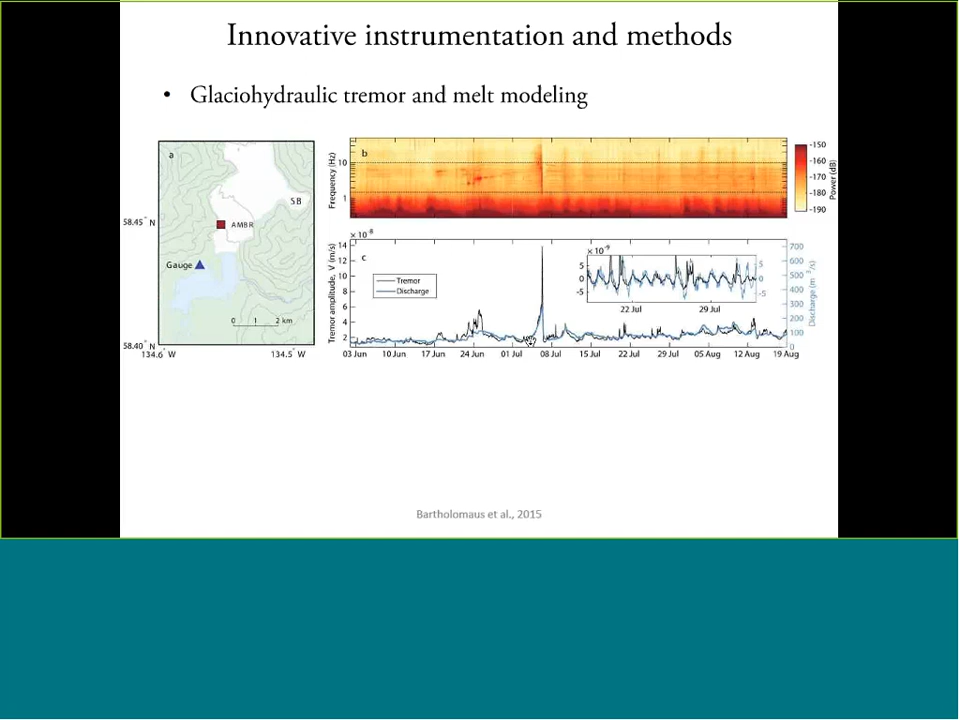 Innovative instrumentation and methods
• Glaciohydraulic tremor and melt modeling
a
SB
58.45° N
AMBR
Gauge
0 1 2 km
58.40° N
134.6° W 134.5° W
b
Frequency (Hz)
10
1
-150
-160
-170
-180
-190
Power (dB)
× 10⁻⁸
c
Tremor amplitude, V (m/s)
14
12
10
8
6
4
2
Tremor
Discharge
× 10⁻⁹
5
0
-5
5
0
-5
22 Jul 29 Jul
700
600
500
400
300
200
100
0
Discharge (m³/s)
03 Jun 10 Jun 17 Jun 24 Jun 01 Jul 08 Jul 15 Jul 22 Jul 29 Jul 05 Aug 12 Aug 19 Aug
Bartholomaus et al., 2015